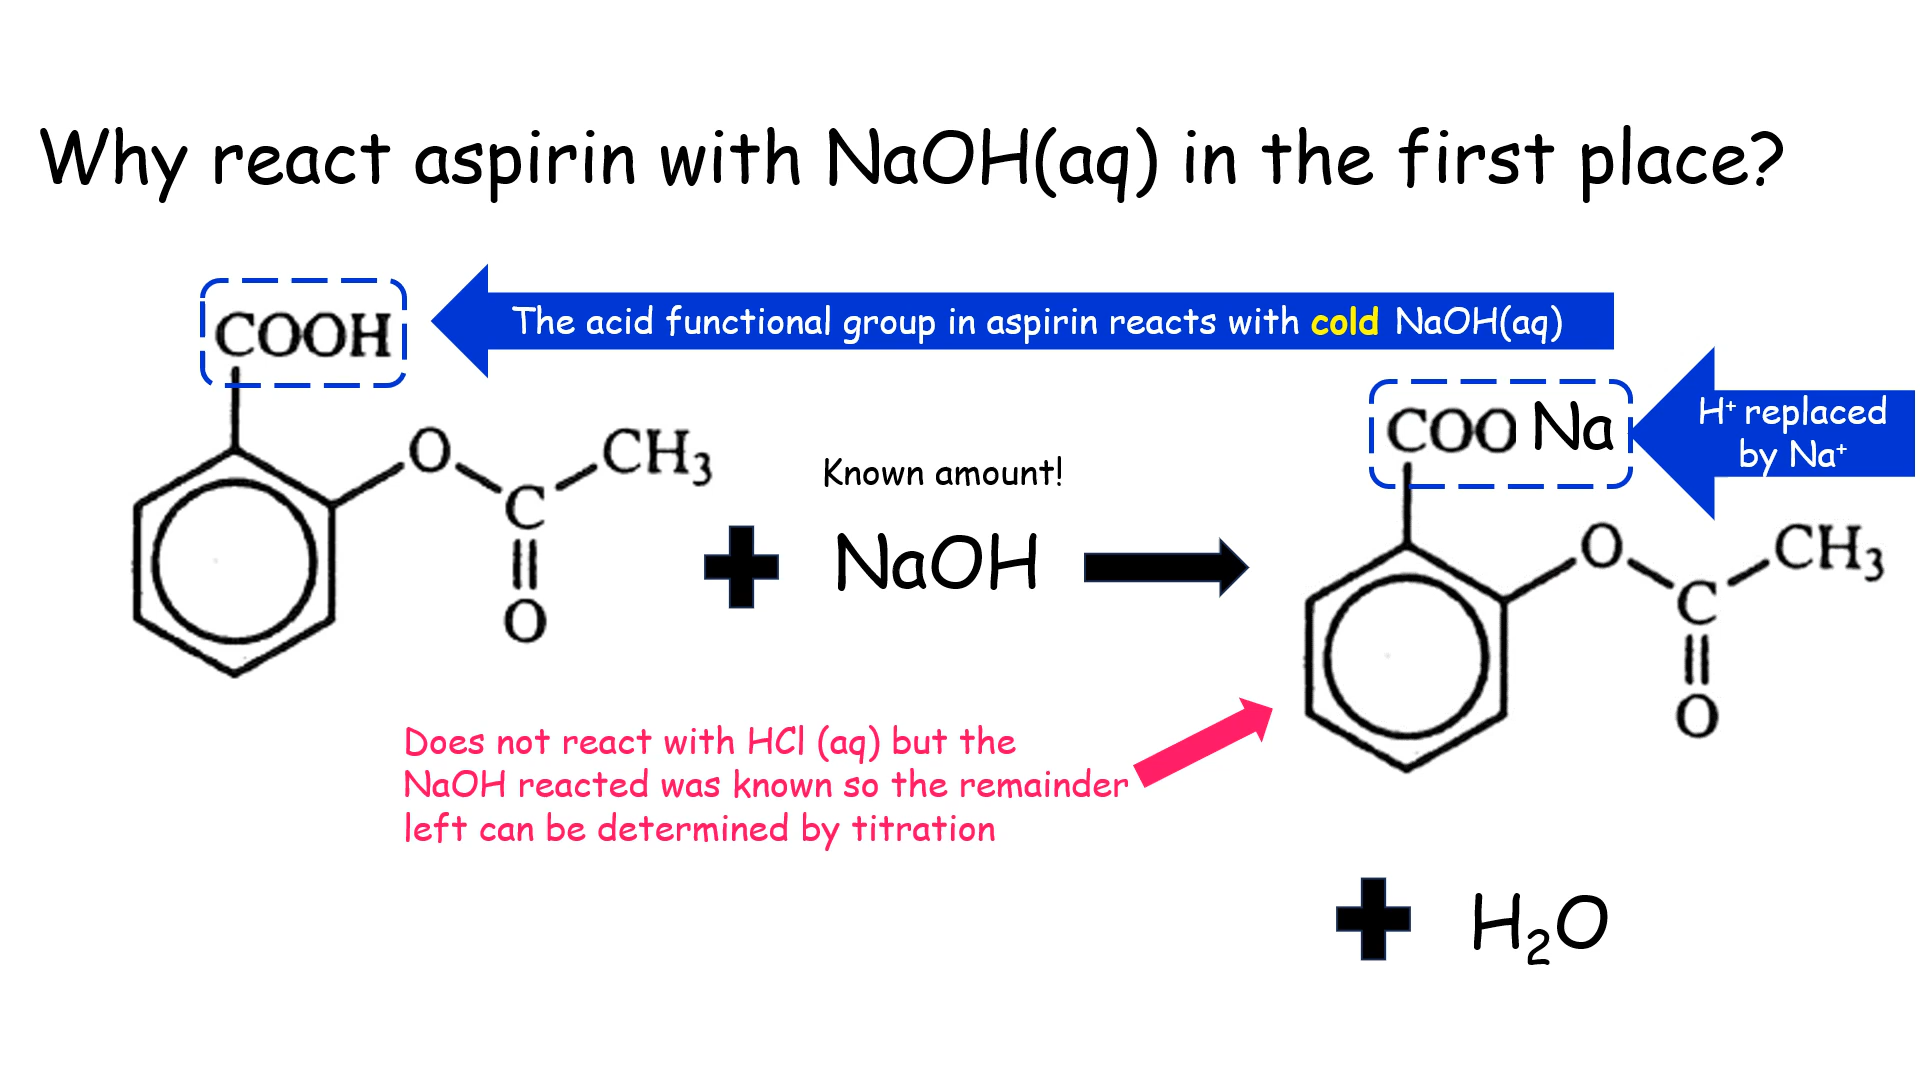 Why react aspirin with NaOH(aq) in the first place?
COOH
The acid functional group in aspirin reacts with cold NaOH(aq)
COO Na
H⁺ replaced
by Na⁺
O
CH₃
C
O
Known amount!
NaOH
O
CH₃
C
O
Does not react with HCl (aq) but the
NaOH reacted was known so the remainder
left can be determined by titration
H₂O